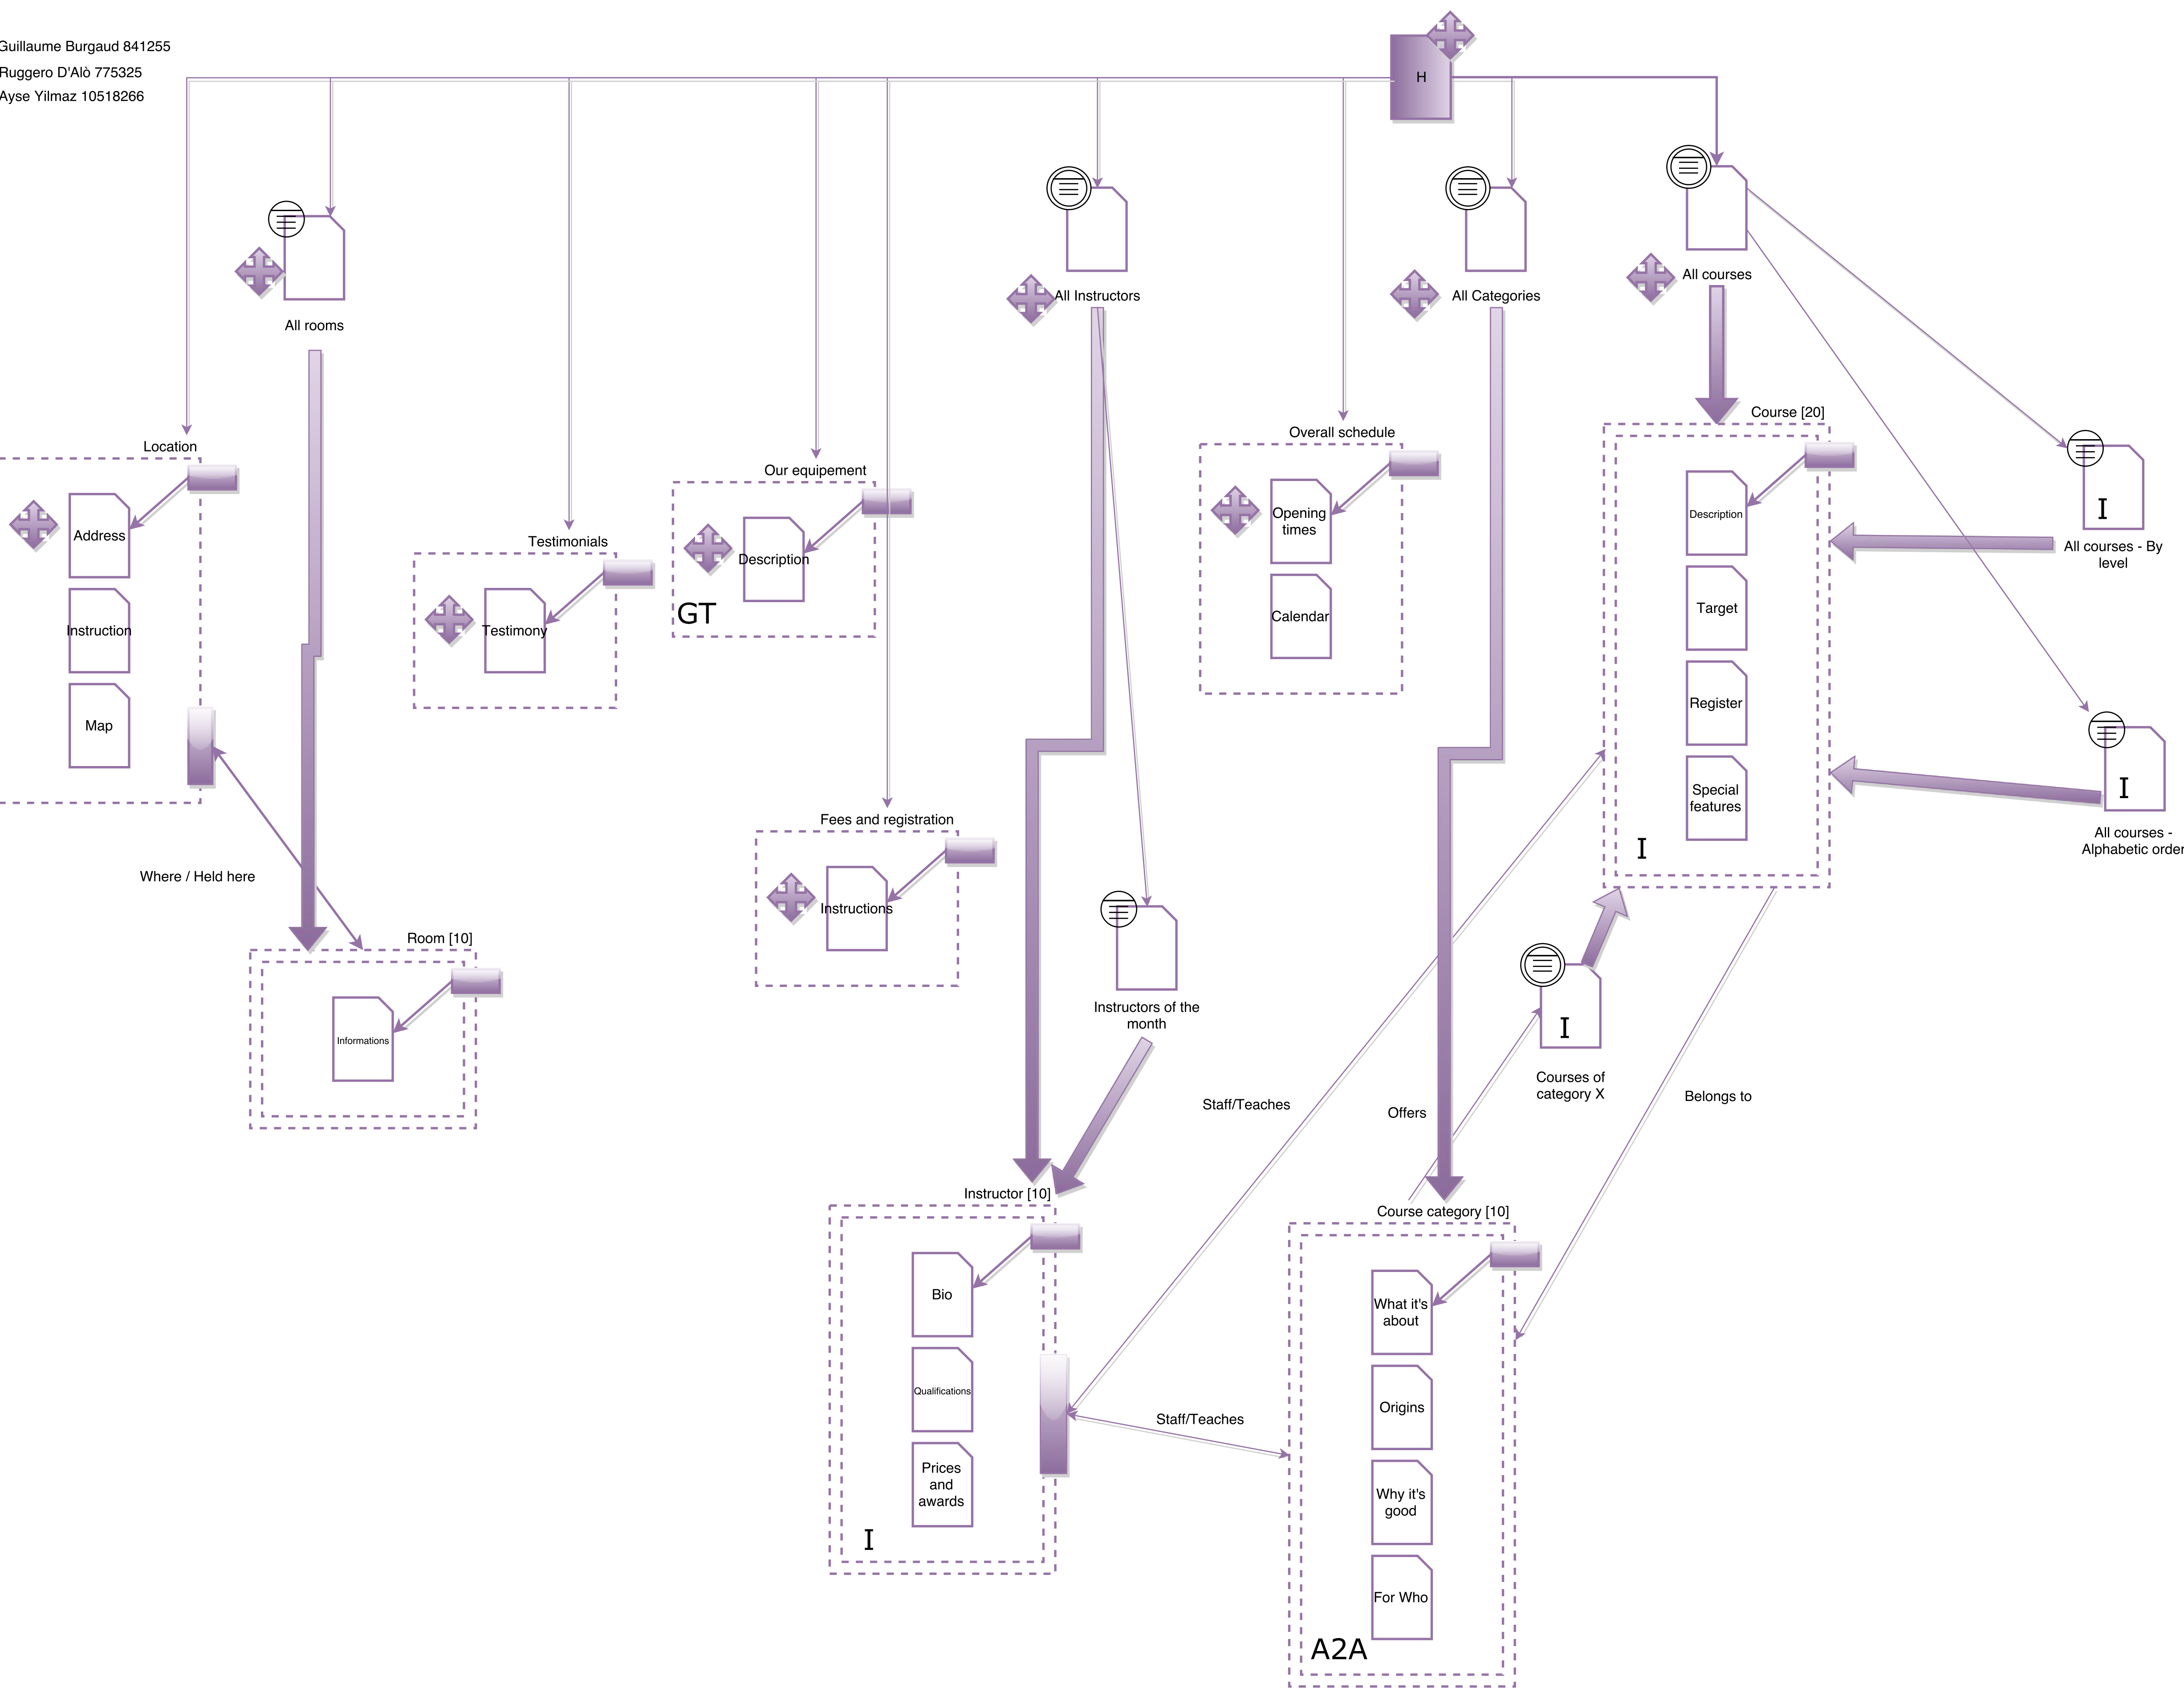 Guillaume Burgaud 841255
Ruggero D'Alò 775325
Ayse Yilmaz 10518266
H
All rooms
All Instructors
All Categories
All courses
Location
Address
Instruction
Map
Where / Held here
Testimonials
Testimony
Our equipement
Description
GT
Overall schedule
Opening
times
Calendar
Course [20]
Description
Target
Register
Special
features
I
I
All courses - By
level
I
All courses -
Alphabetic order
Fees and registration
Instructions
Room [10]
Informations
Instructors of the
month
I
Courses of
category X
Staff/Teaches
Offers
Belongs to
Instructor [10]
Bio
Qualifications
Prices
and
awards
I
Staff/Teaches
Course category [10]
What it's
about
Origins
Why it's
good
For Who
A2A